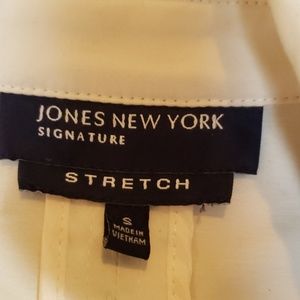 JONES NEW YORK
SIGNATURE
STRETCH
S
MADE IN
VIETNAM